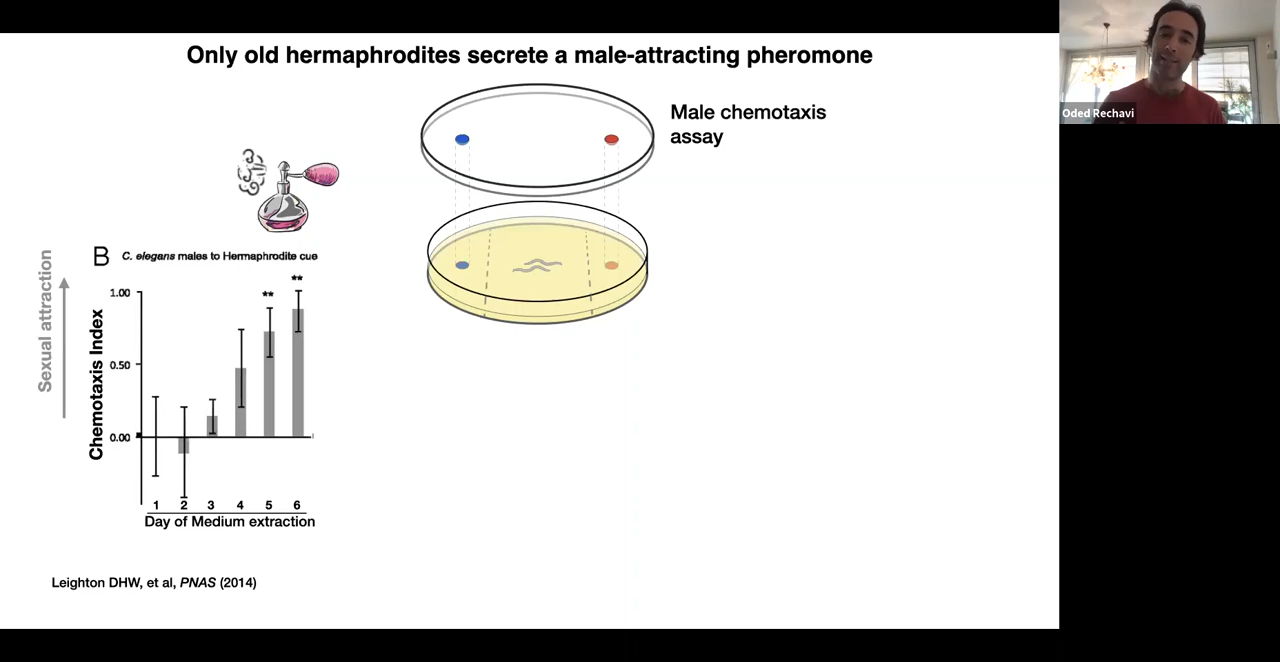 Only old hermaphrodites secrete a male-attracting pheromone
Male chemotaxis
assay
Oded Rechavi
B C. elegans males to Hermaphrodite cue
Sexual attraction
Chemotaxis Index
** **
1.00
0.50
0.00
1 2 3 4 5 6
Day of Medium extraction
Leighton DHW, et al, PNAS (2014)